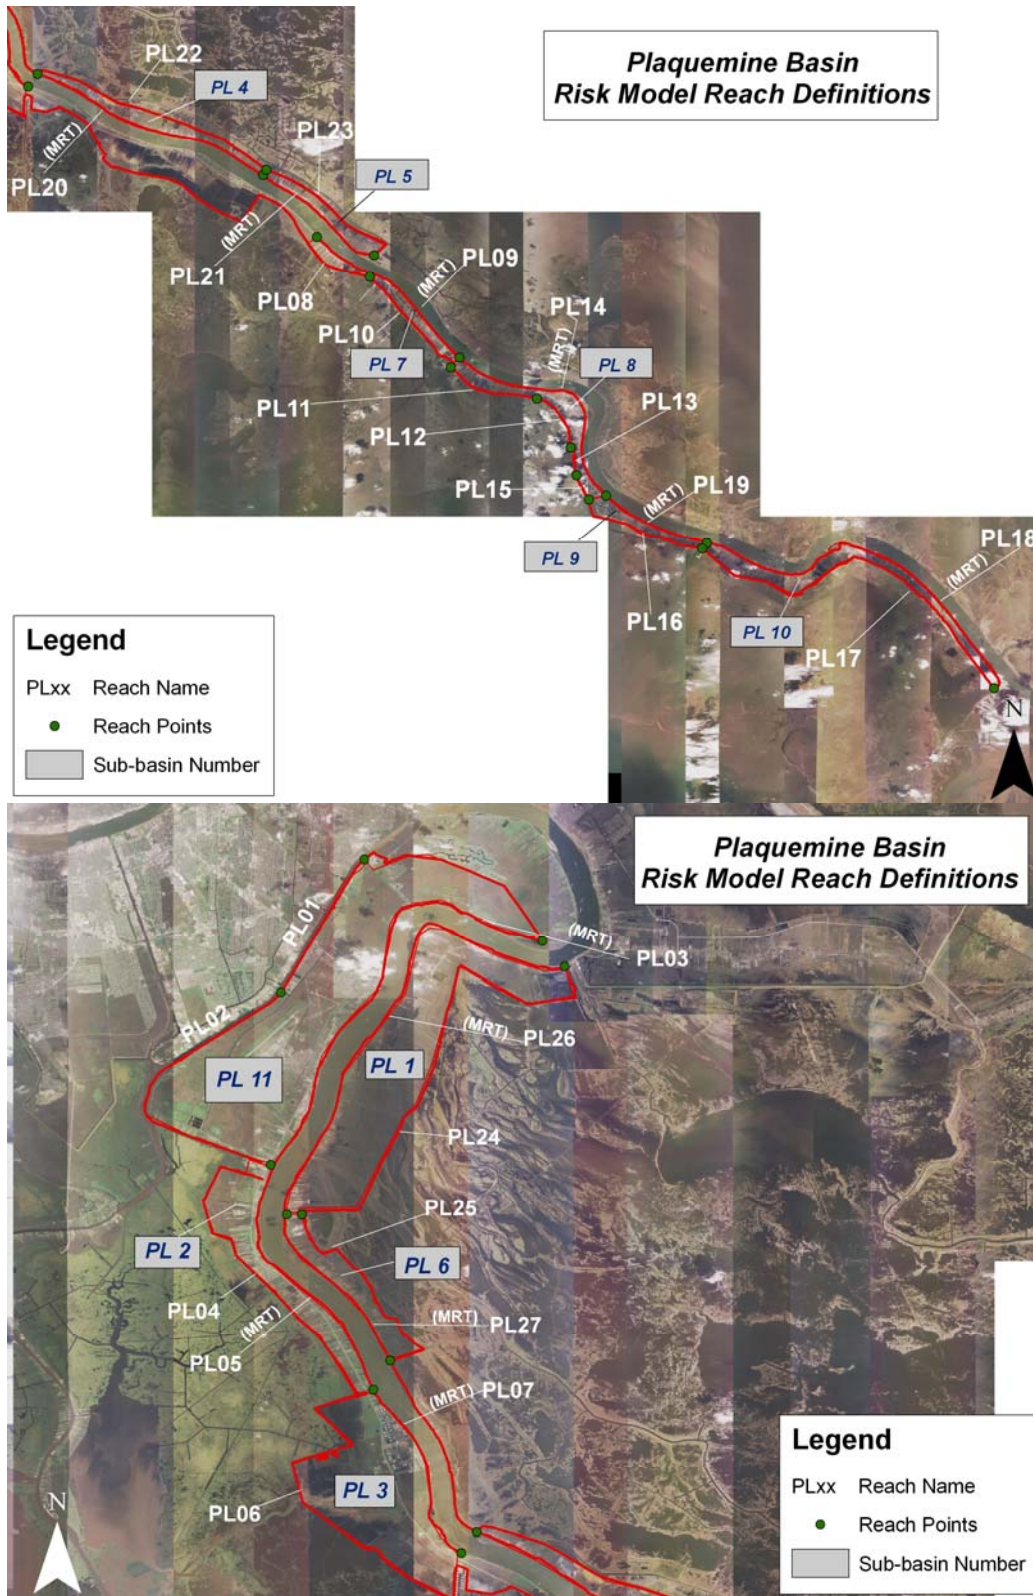 Plaquemine Basin
Risk Model Reach Definitions
PL22
PL 4
PL23
(MRT)
PL20
PL 5
(MRT)
PL21
PL08
PL09
(MRT)
PL10
PL14
(MRT)
PL 7
PL 8
PL11
PL13
PL12
PL15
PL19
(MRT)
PL 9
PL18
(MRT)
PL16
PL 10
PL17
N
Legend
PLxx Reach Name
Reach Points
Sub-basin Number
Plaquemine Basin
Risk Model Reach Definitions
PL01
(MRT)
PL03
PL02
(MRT)
PL26
PL 1
PL 11
PL24
PL25
PL 2
PL 6
PL04
(MRT)
PL05
(MRT)
PL27
(MRT)
PL07
PL 3
PL06
N
Legend
PLxx Reach Name
Reach Points
Sub-basin Number